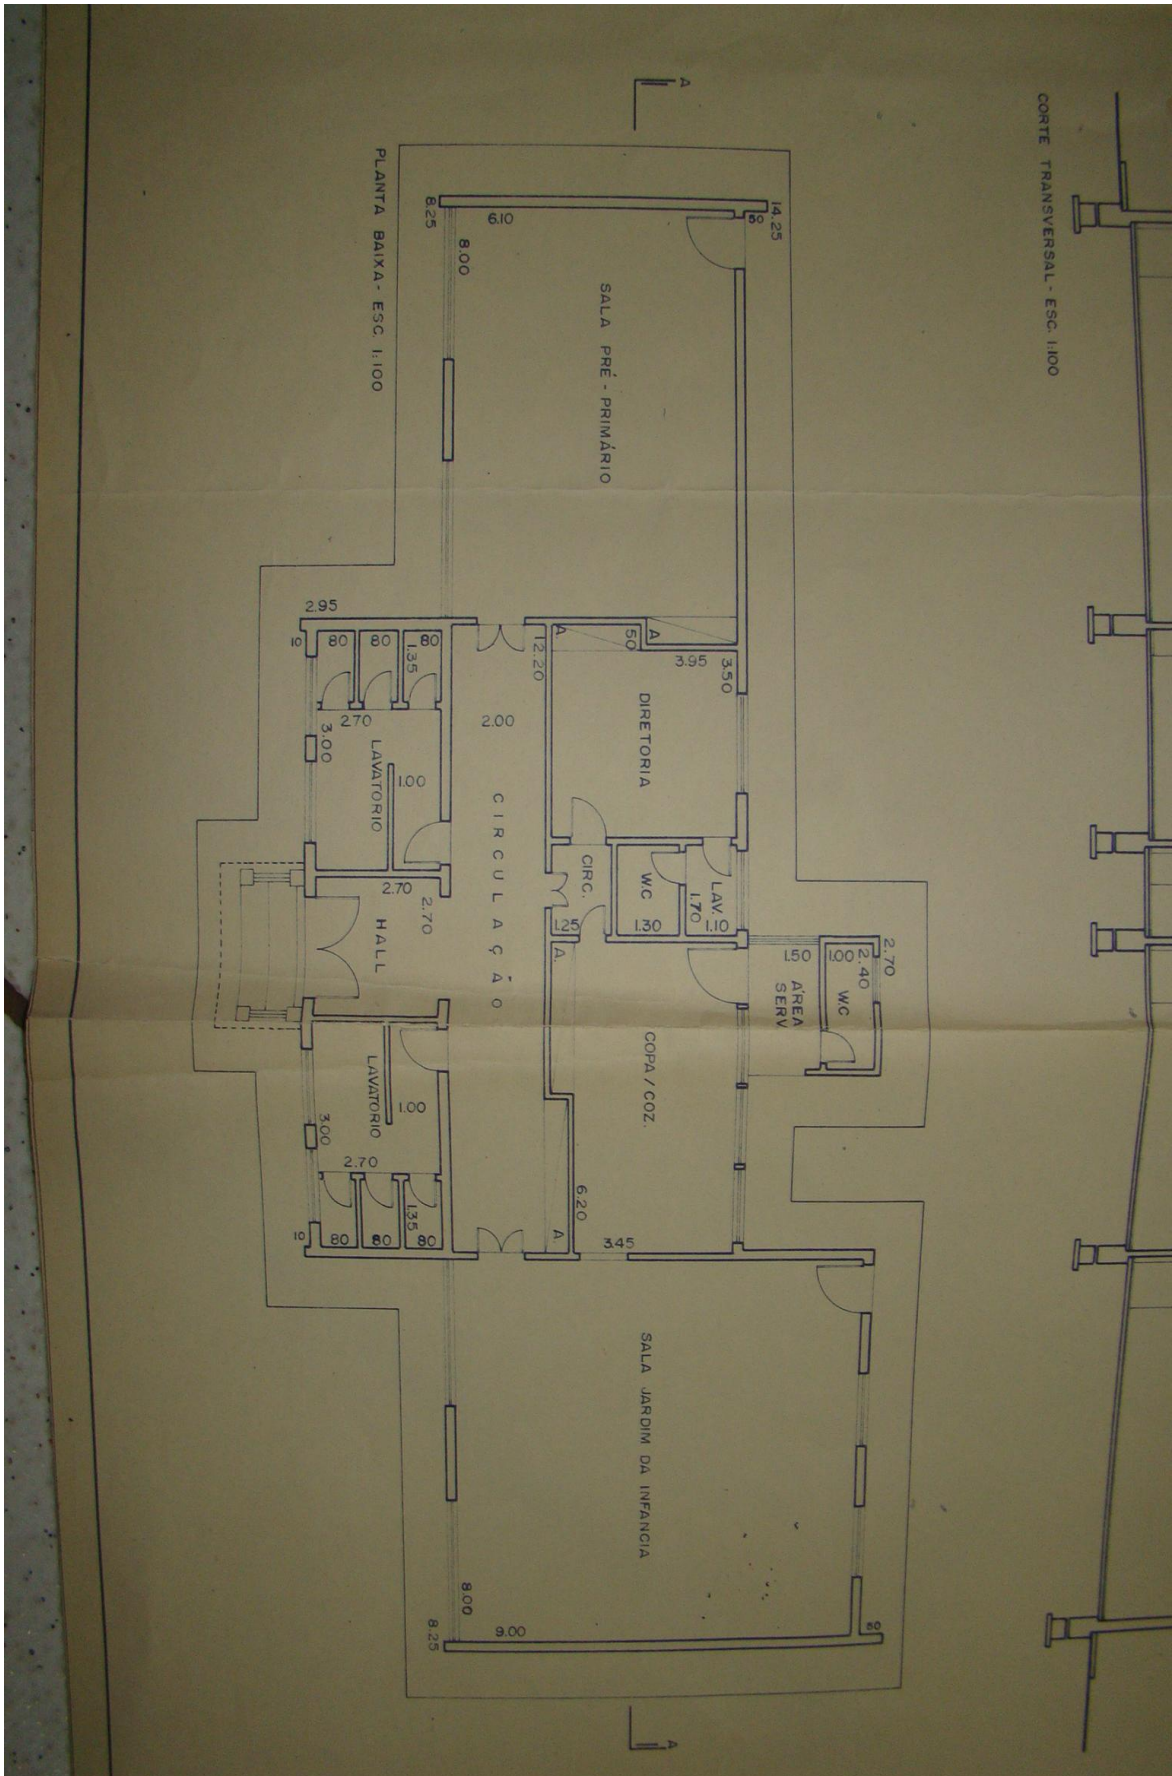 CORTE TRANSVERSAL - ESC. 1:100
A
PLANTA BAIXA - ESC. 1:100
8.25
14.25
6.10
80
8.00
SALA PRÉ - PRIMÁRIO
2.95
10
80
80
80
1.35
2.70
3.00
LAVATORIO
1.00
12.20
2.00
CIRCULAÇÃO
A
50
A
3.95
3.50
DIRETORIA
CIRC.
1.25
W.C
1.30
LAV.
1.70
1.10
2.70
2.70
HALL
A.
1.50
ÁREA
SERV
1.00
2.40
2.70
W.C
COPA / COZ.
LAVATORIO
1.00
3.00
2.70
1.35
10
80
80
80
A.
6.20
3.45
SALA JARDIM DA INFANCIA
8.00
8.25
9.00
60
A